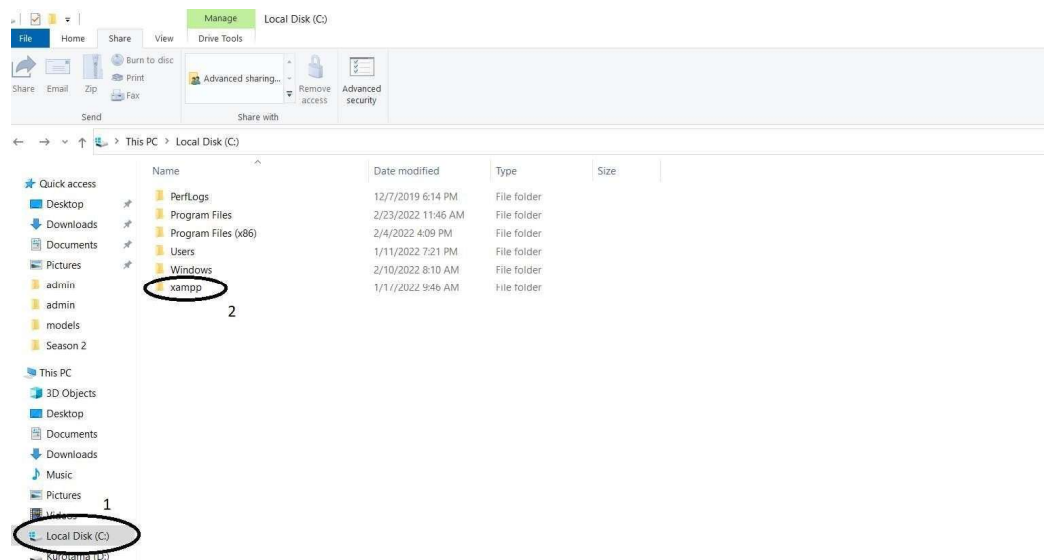 Manage Local Disk (C:)
File Home Share View Drive Tools
Share
Email
Zip
Burn to disc
Print
Fax
Send
Advanced sharing...
Remove access
Share with
Advanced security
This PC > Local Disk (C:)
Name Date modified Type Size
PerfLogs 12/7/2019 6:14 PM File folder
Program Files 2/23/2022 11:46 AM File folder
Program Files (x86) 2/4/2022 4:09 PM File folder
Users 1/11/2022 7:21 PM File folder
Windows 2/10/2022 8:10 AM File folder
xampp 1/17/2022 9:46 AM File folder
2
Quick access
Desktop
Downloads
Documents
Pictures
admin
admin
models
Season 2
This PC
3D Objects
Desktop
Documents
Downloads
Music
Pictures
1
Videos
Local Disk (C:)
Kurotama (D:)